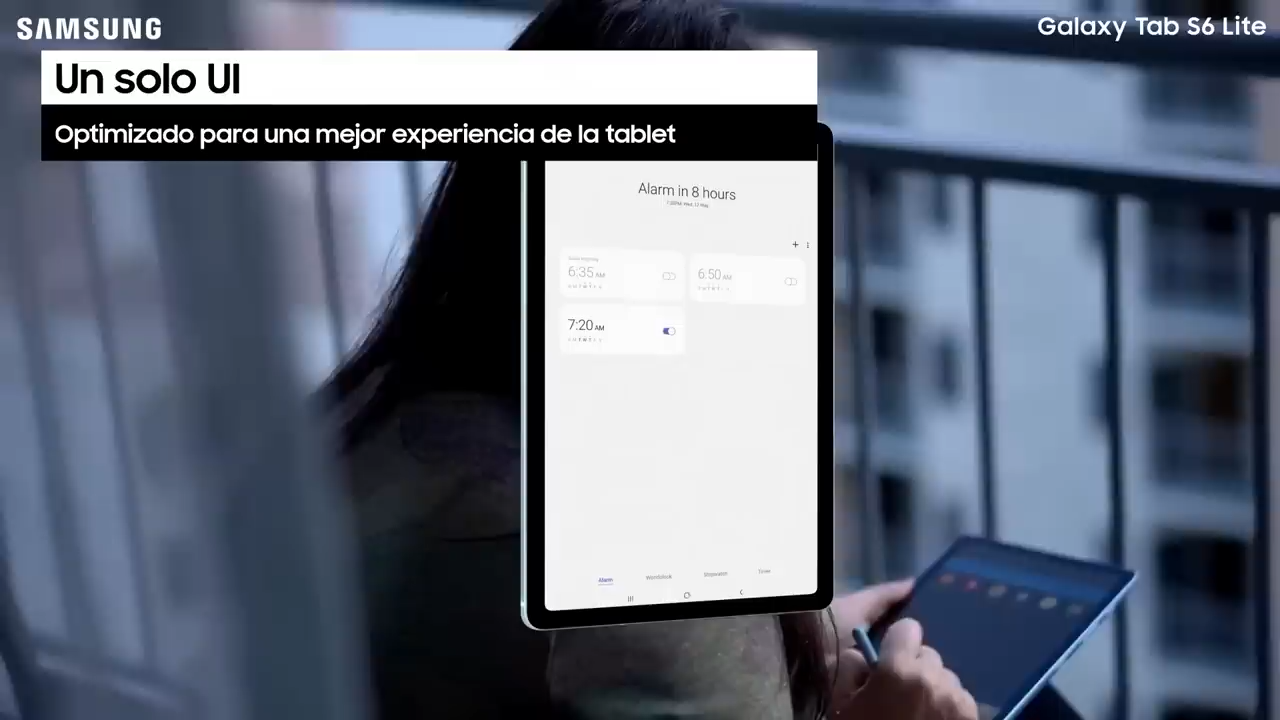 SAMSUNG
Galaxy Tab S6 Lite
Un solo UI
Optimizado para una mejor experiencia de la tablet
Alarm in 8 hours
6:35 AM
6:50 AM
7:20 AM
Alarm
Timer